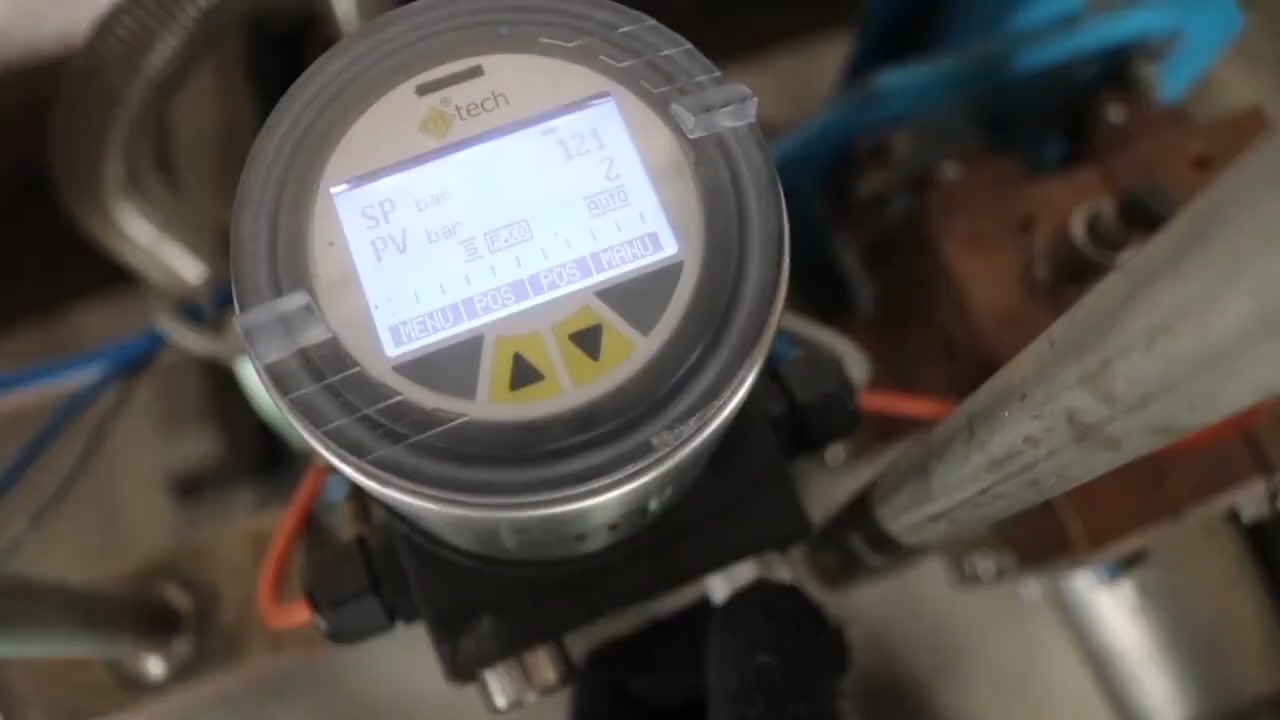 tech®
SP bar 121
PV bar 2
AUTO
MENU | POS | POS | MANU